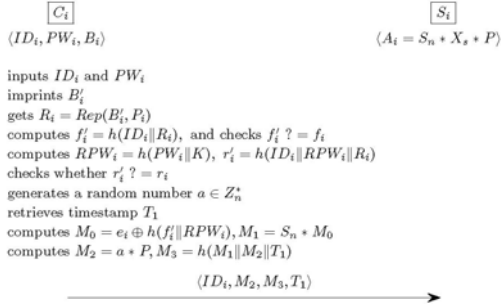 C_i S_i
⟨ID_i, PW_i, B_i⟩ ⟨A_i = S_n * X_s * P⟩
inputs ID_i and PW_i
imprints B′_i
gets R_i = Rep(B′_i, P_i)
computes f′_i = h(ID_i∥R_i), and checks f′_i ? = f_i
computes RPW_i = h(PW_i∥K), r′_i = h(ID_i∥RPW_i∥R_i)
checks whether r′_i ? = r_i
generates a random number a ∈ Z*_n
retrieves timestamp T_1
computes M_0 = e_i ⊕ h(f′_i∥RPW_i), M_1 = S_n * M_0
computes M_2 = a * P, M_3 = h(M_1∥M_2∥T_1)
⟨ID_i, M_2, M_3, T_1⟩